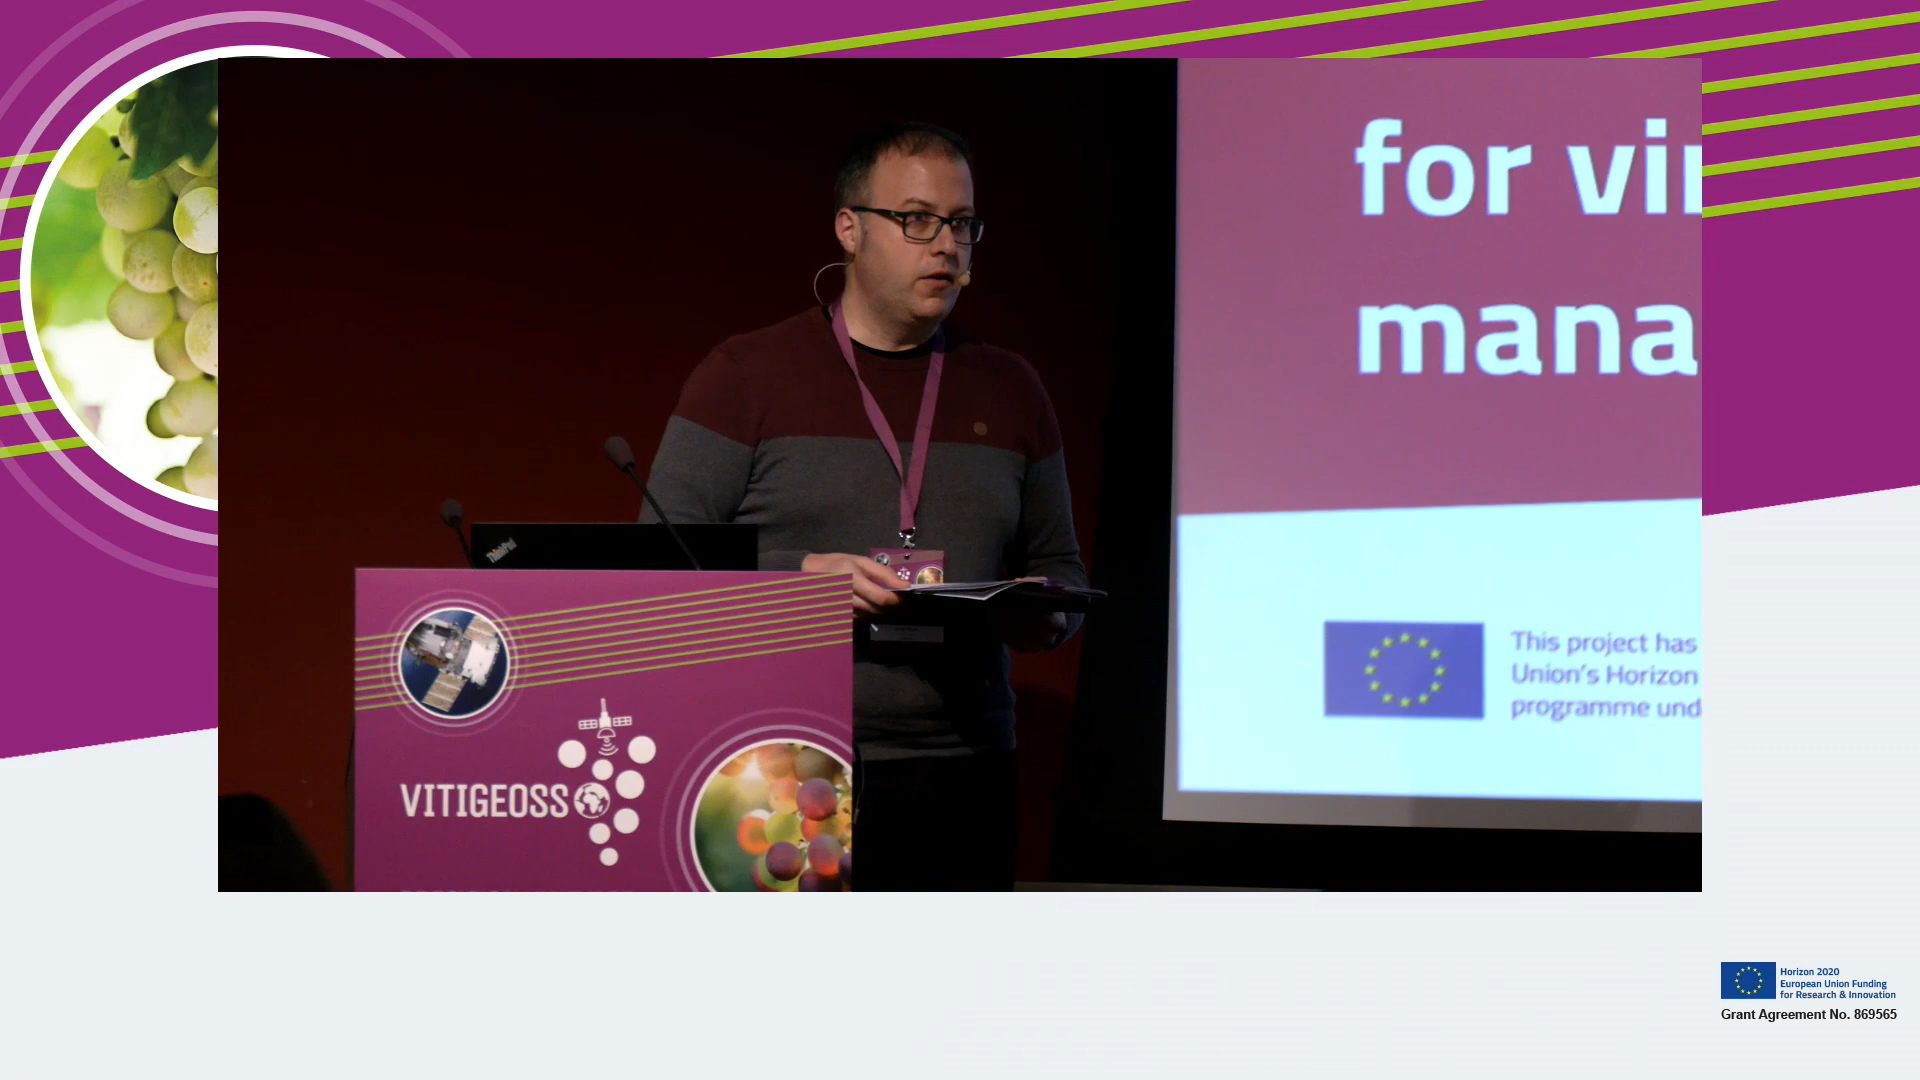 for vi
mana
This project has
Union's Horizon
programme und
ThinkPad
VITIGEOSS
Horizon 2020
European Union Funding
for Research & Innovation
Grant Agreement No. 869565